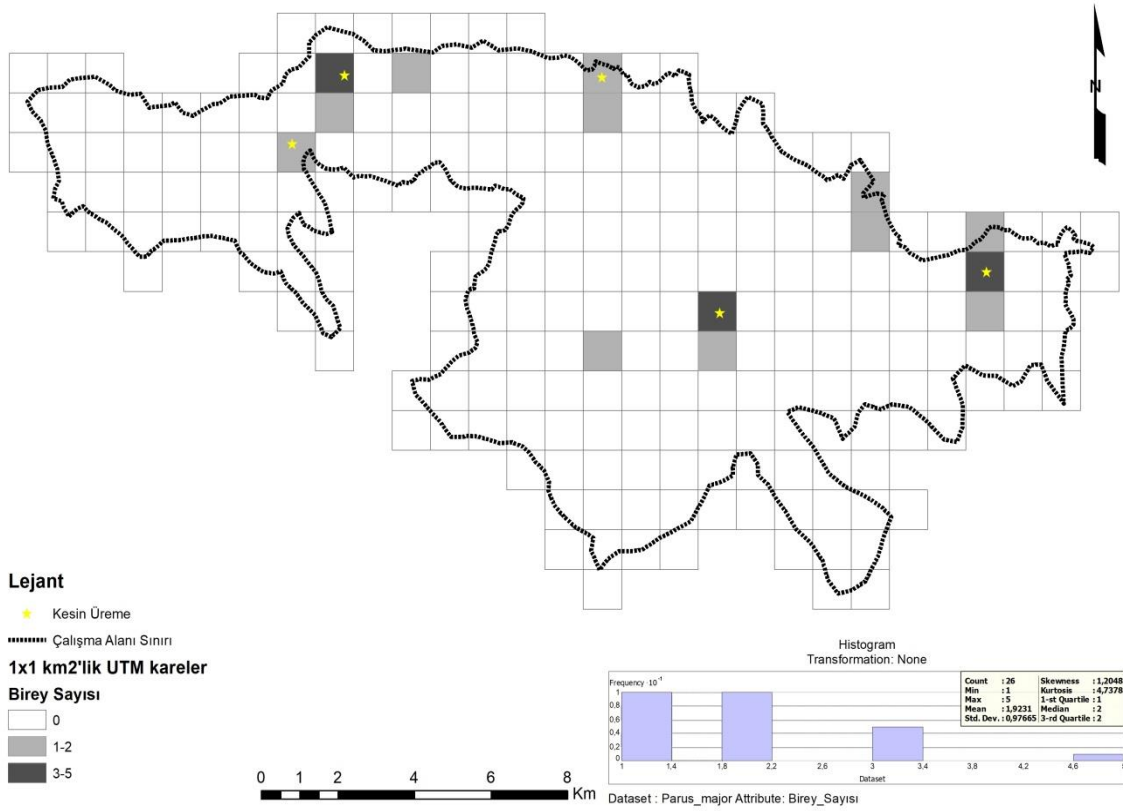 N
Lejant
Kesin Üreme
Çalışma Alanı Sınırı
1x1 km2'lik UTM kareler
Birey Sayısı
0
1-2
3-5
0 1 2 4 6 8
Km
Histogram
Transformation: None
Frequency · 10⁻¹
Count : 26 Skewness : 1,2048
Min : 1 Kurtosis : 4,7378
Max : 5 1-st Quartile : 1
Mean : 1,9231 Median : 2
Std. Dev. : 0,97665 3-rd Quartile : 2
1
0,8
0,6
0,4
0,2
0
1 1,4 1,8 2,2 2,6 3 3,4 3,8 4,2 4,6 5
Dataset
Dataset : Parus_major Attribute: Birey_Sayısı